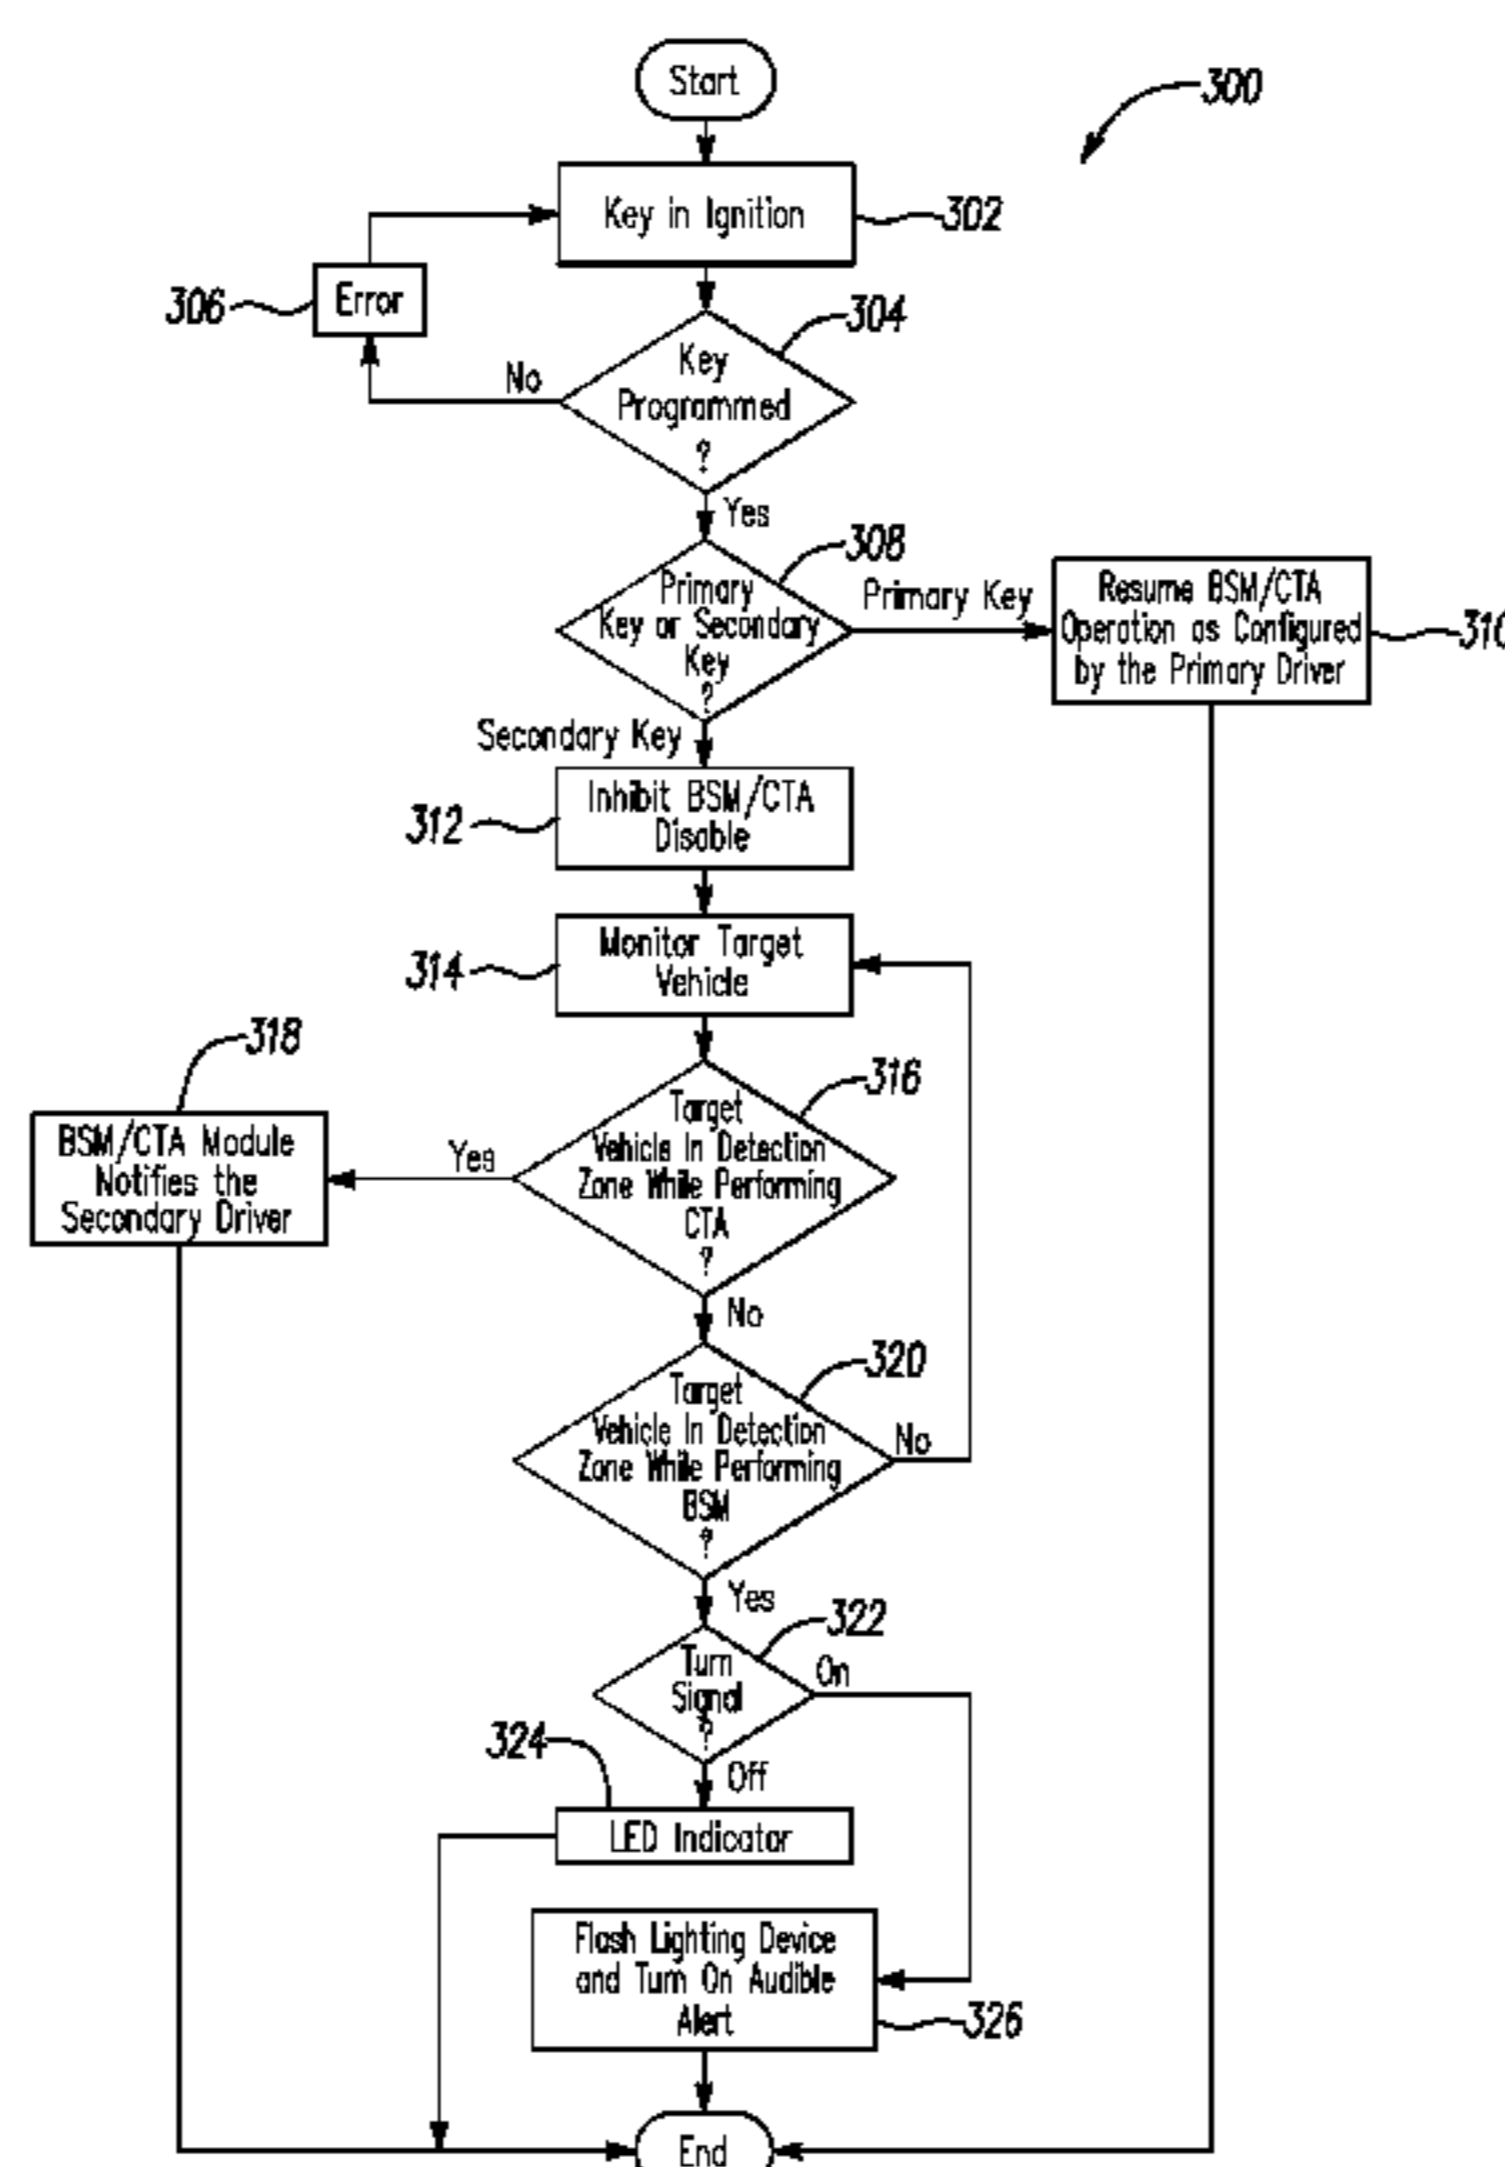 Start
300
Key in Ignition
302
306
Error
304
Key
Programmed
?
No
Yes
308
Primary
Key or Secondary
Key
?
Primary Key
Resume BSM/CTA
Operation as Configured
by the Primary Driver
310
Secondary Key
Inhibit BSM/CTA
Disable
312
Monitor Target
Vehicle
314
318
316
BSM/CTA Module
Notifies the
Secondary Driver
Yes
Target
Vehicle In Detection
Zone While Performing
CTA
?
No
320
Target
Vehicle In Detection
Zone While Performing
BSM
?
No
Yes
322
Turn
Signal
?
On
324
Off
LED Indicator
Flash Lighting Device
and Turn On Audible
Alert
326
End